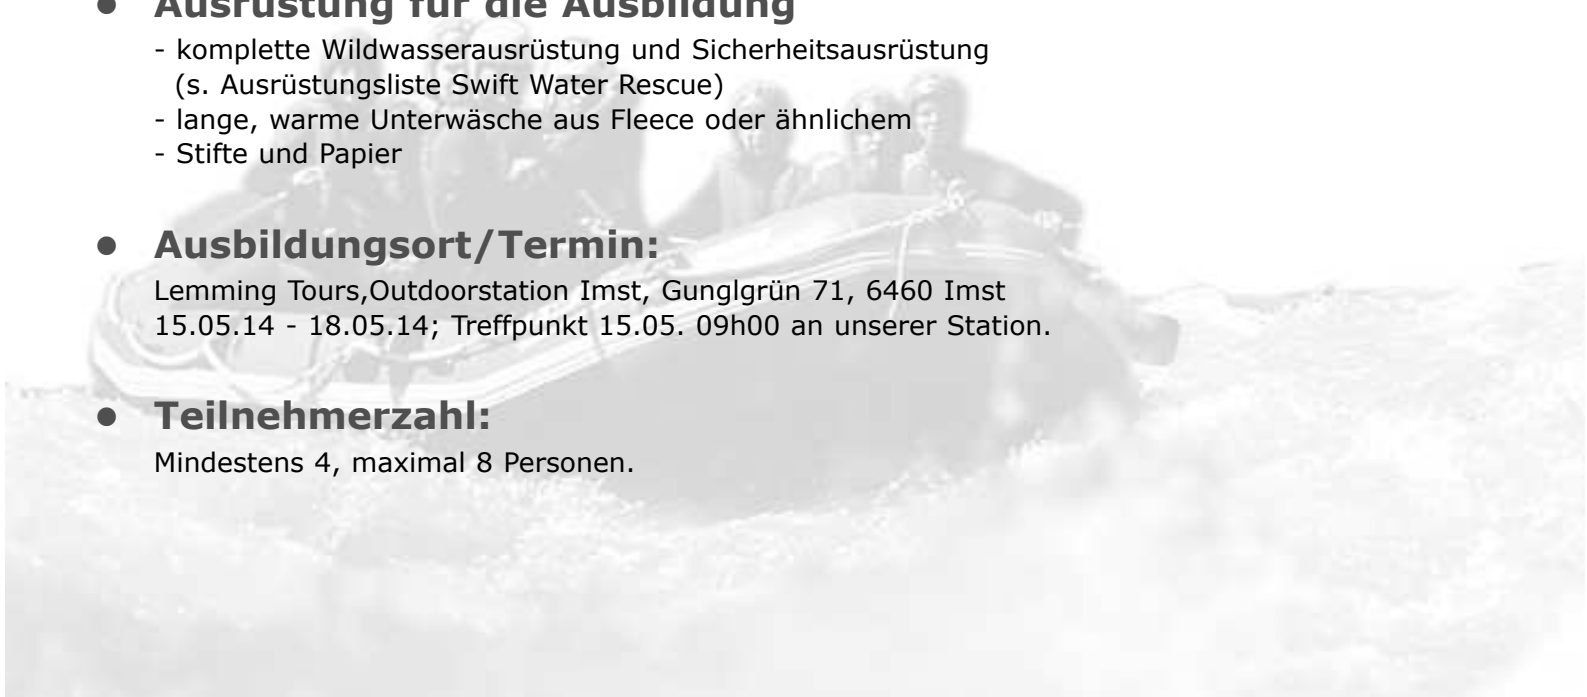 ● Ausrüstung für die Ausbildung
- komplette Wildwasserausrüstung und Sicherheitsausrüstung
(s. Ausrüstungsliste Swift Water Rescue)
- lange, warme Unterwäsche aus Fleece oder ähnlichem
- Stifte und Papier
● Ausbildungsort/Termin:
Lemming Tours,Outdoorstation Imst, Gunglgrün 71, 6460 Imst
15.05.14 - 18.05.14; Treffpunkt 15.05. 09h00 an unserer Station.
● Teilnehmerzahl:
Mindestens 4, maximal 8 Personen.